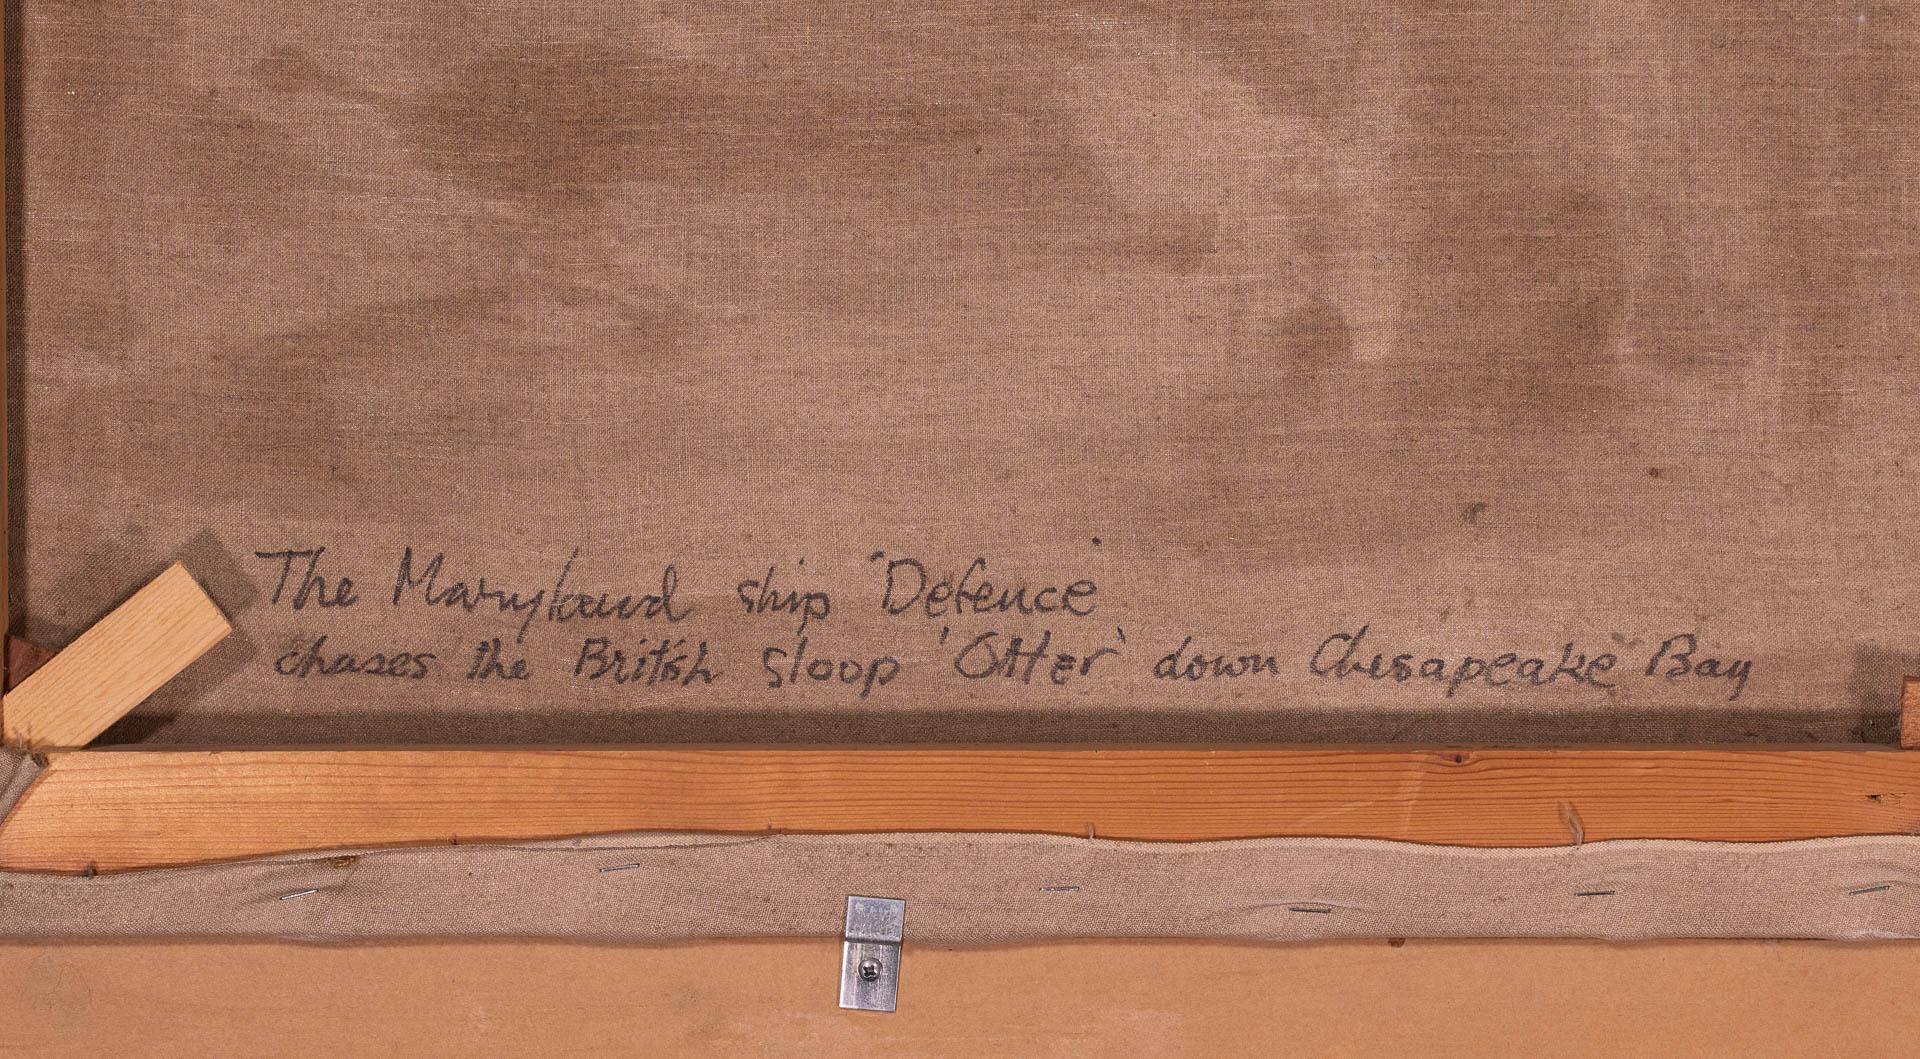 The Maryland ship 'Defence'
chases the British sloop 'Otter' down Chesapeake Bay